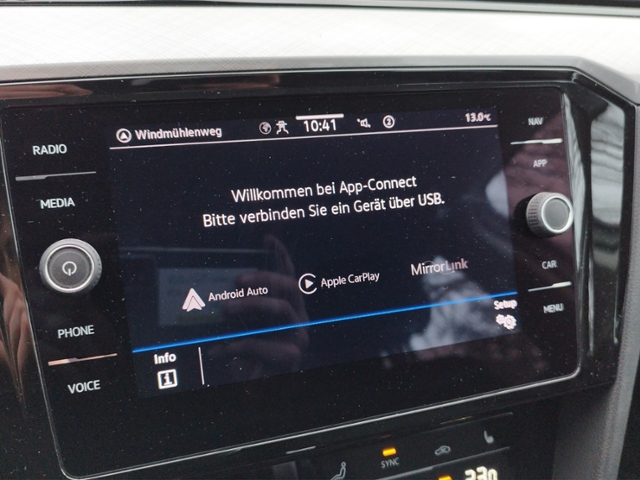 RADIO
MEDIA
PHONE
VOICE
Windmühlenweg
10:41
2
13.0°C
Willkommen bei App-Connect
Bitte verbinden Sie ein Gerät über USB.
Android Auto
Apple CarPlay
MirrorLink
Setup
Info
NAV
APP
CAR
MENU
SYNC